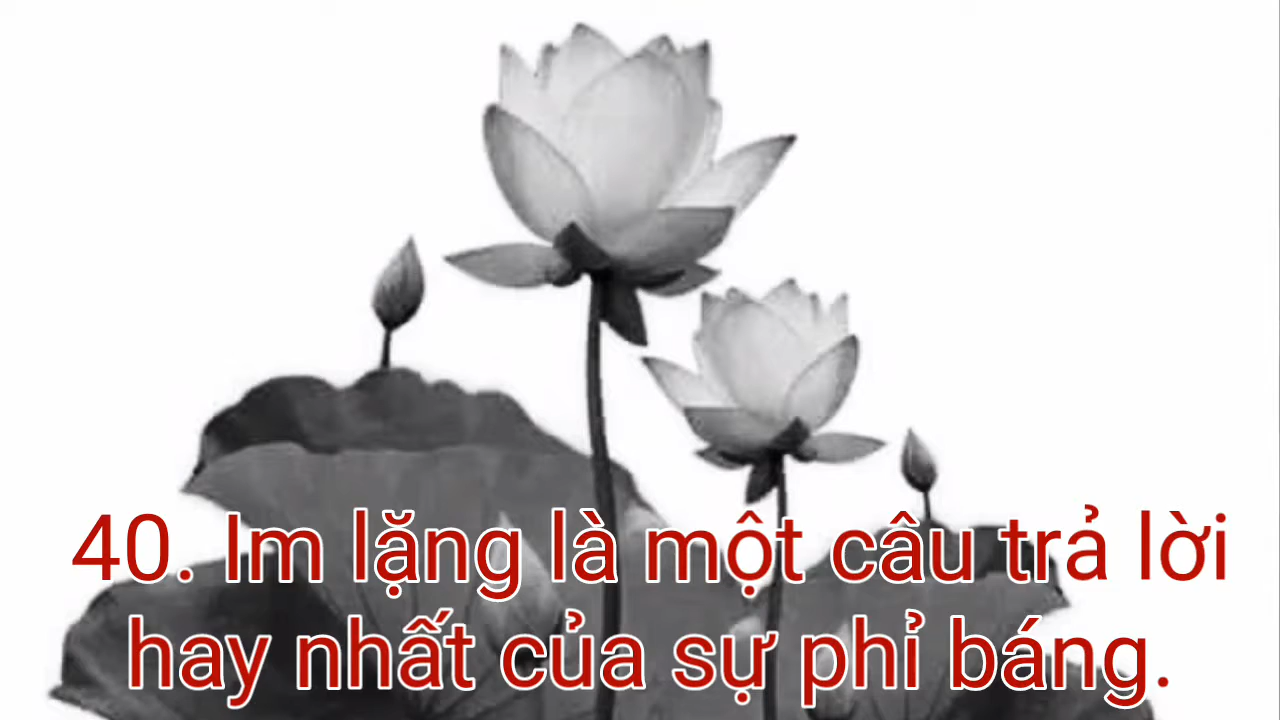 40. Im lặng là một câu trả lời
hay nhất của sự phỉ báng.